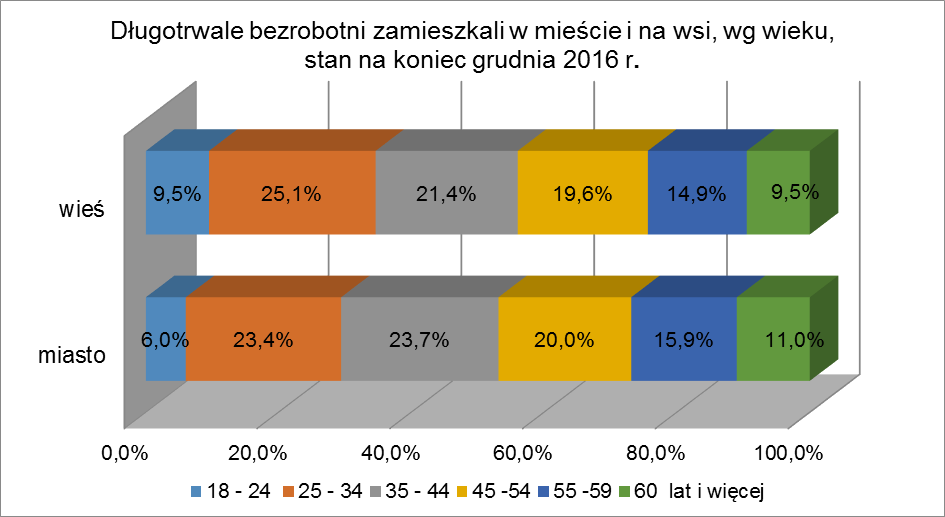 Długotrwale bezrobotni zamieszkali w mieście i na wsi, wg wieku,
stan na koniec grudnia 2016 r.
wieś
9,5% 25,1% 21,4% 19,6% 14,9% 9,5%
miasto
6,0% 23,4% 23,7% 20,0% 15,9% 11,0%
0,0% 20,0% 40,0% 60,0% 80,0% 100,0%
18 - 24 25 - 34 35 - 44 45 -54 55 -59 60 lat i więcej